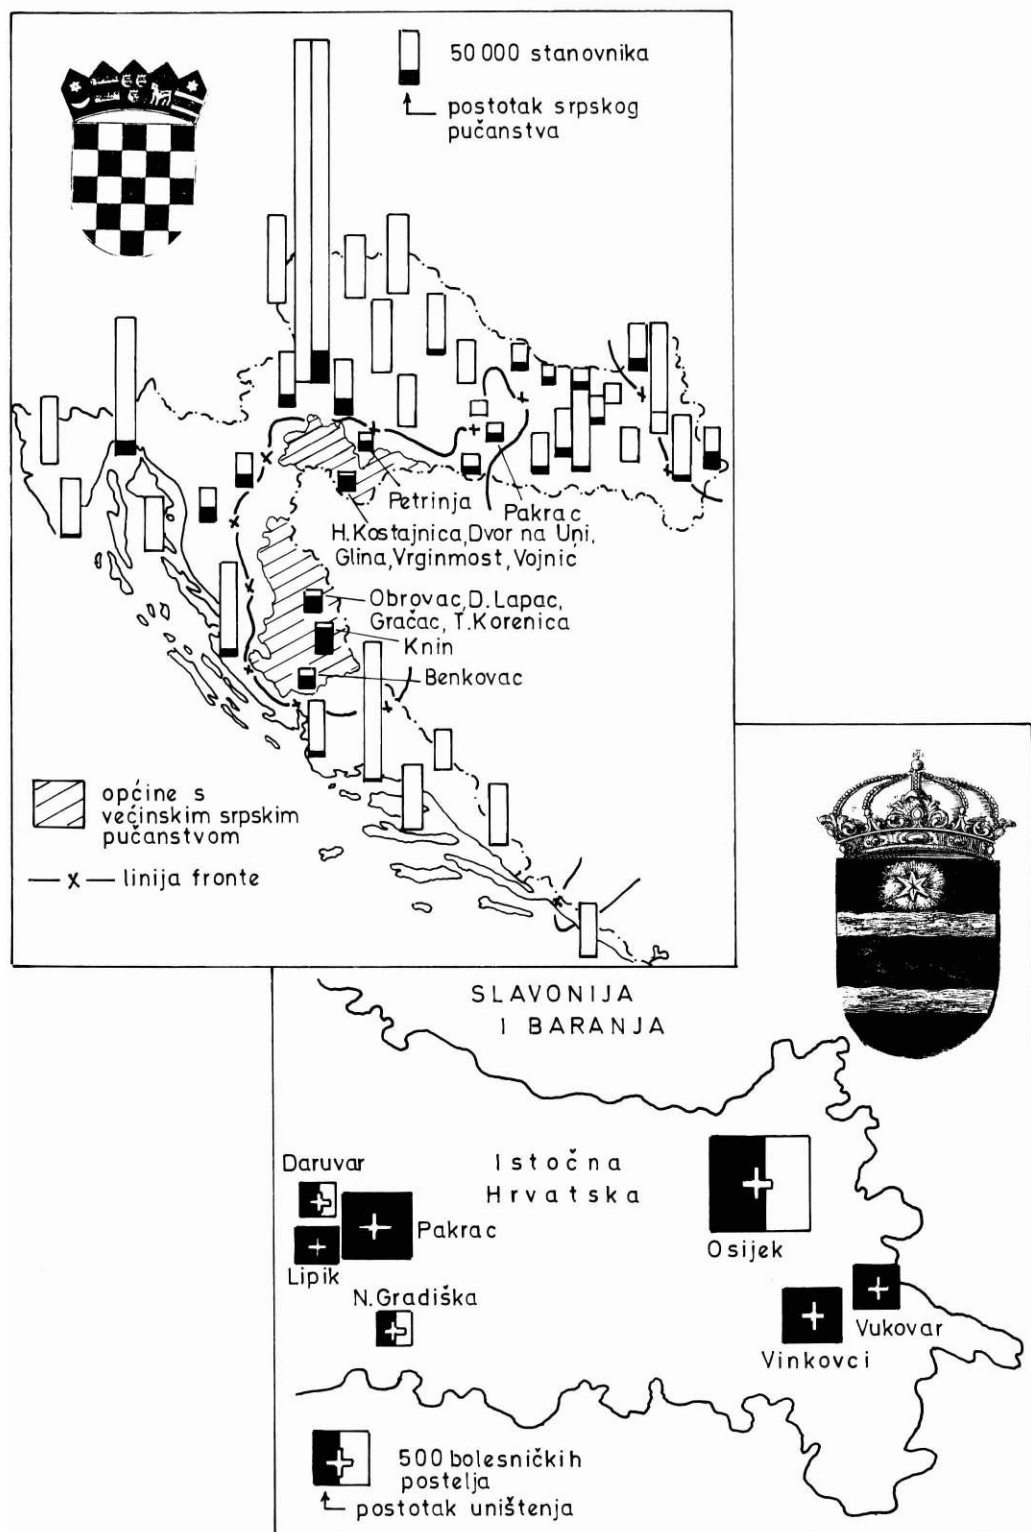 50 000 stanovnika
postotak srpskog
pučanstva
Petrinja
Pakrac
H.Kostajnica, Dvor na Uni,
Glina, Vrginmost, Vojnić
Obrovac, D. Lapac,
Gračac, T. Korenica
Knin
Benkovac
općine s
većinskim srpskim
pučanstvom
— x — linija fronte
SLAVONIJA
I BARANJA
Istočna
Hrvatska
Daruvar
Pakrac
Lipik
N. Gradiška
Osijek
Vukovar
Vinkovci
500 bolesničkih
postelja
postotak uništenja